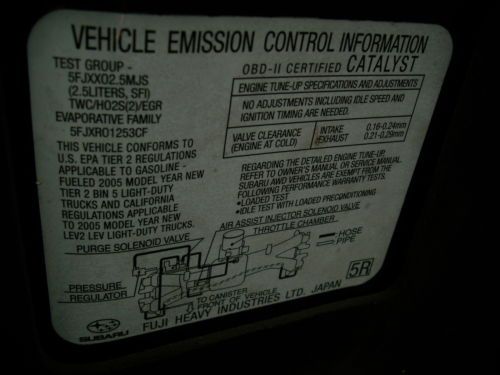 VEHICLE EMISSION CONTROL INFORMATION
TEST GROUP -
5FJXX02.5MJS
(2.5LITERS, SFI)
TWC/HO2S(2)/EGR
EVAPORATIVE FAMILY
5FJXR01253CF
THIS VEHICLE CONFORMS TO
U.S. EPA TIER 2 REGULATIONS
APPLICABLE TO GASOLINE -
FUELED 2005 MODEL YEAR NEW
TIER 2 BIN 5 LIGHT-DUTY
TRUCKS AND CALIFORNIA
REGULATIONS APPLICABLE
TO 2005 MODEL YEAR NEW
LEV2 LEV LIGHT-DUTY TRUCKS.
OBD-II CERTIFIED CATALYST
ENGINE TUNE-UP SPECIFICATIONS AND ADJUSTMENTS
NO ADJUSTMENTS INCLUDING IDLE SPEED AND
IGNITION TIMING ARE NEEDED.
VALVE CLEARANCE
(ENGINE AT COLD)
INTAKE 0.16-0.24mm
EXHAUST 0.21-0.29mm
REGARDING THE DETAILED ENGINE TUNE-UP,
REFER TO OWNER'S MANUAL OR SERVICE MANUAL.
SUBARU AWD VEHICLES ARE EXEMPT FROM THE
FOLLOWING PERFORMANCE WARRANTY TESTS.
•LOADED TEST
•IDLE TEST WITH LOADED PRECONDITIONING
AIR ASSIST INJECTOR SOLENOID VALVE
PURGE SOLENOID VALVE
THROTTLE CHAMBER
HOSE
PIPE
PRESSURE
REGULATOR
TO CANISTER
FRONT OF VEHICLE
5R
SUBARU
FUJI HEAVY INDUSTRIES LTD. JAPAN